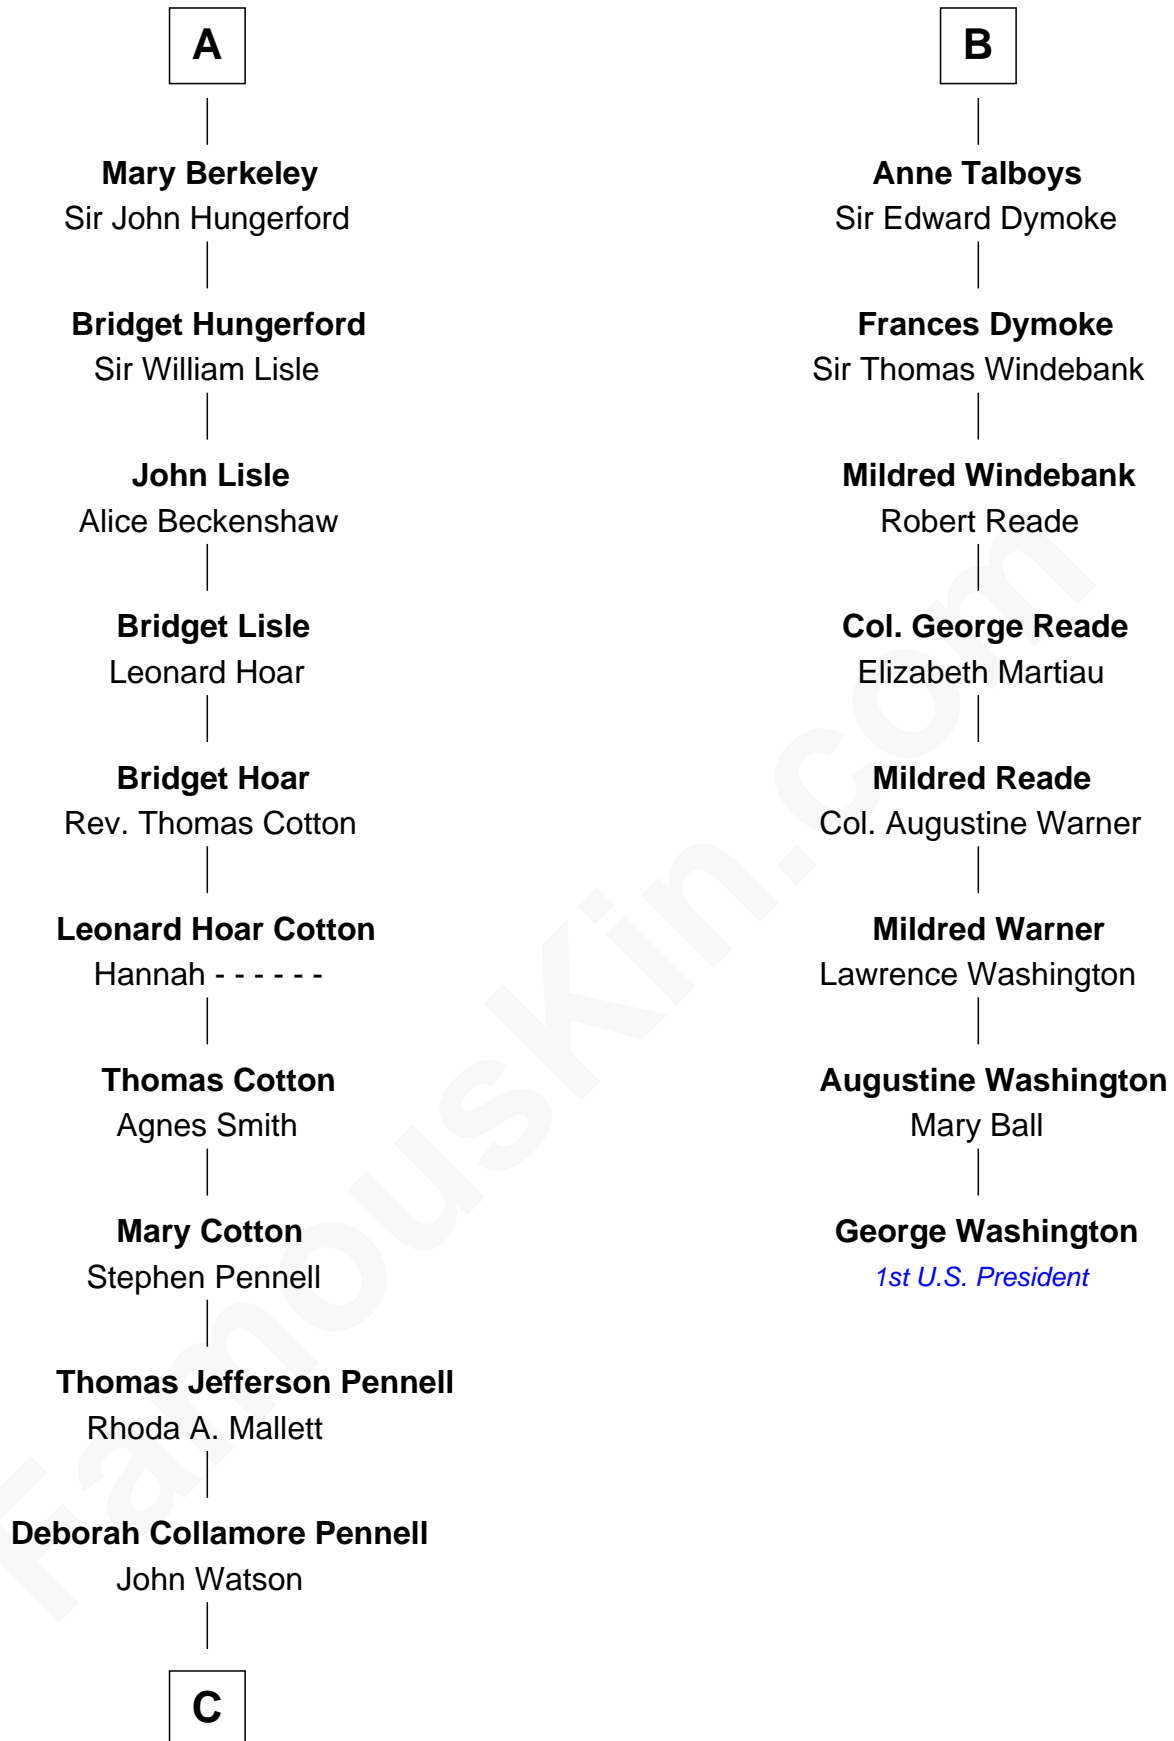 A
Mary Berkeley
Sir John Hungerford
Bridget Hungerford
Sir William Lisle
John Lisle
Alice Beckenshaw
Bridget Lisle
Leonard Hoar
Bridget Hoar
Rev. Thomas Cotton
Leonard Hoar Cotton
Hannah - - - - - -
Thomas Cotton
Agnes Smith
Mary Cotton
Stephen Pennell
Thomas Jefferson Pennell
Rhoda A. Mallett
Deborah Collamore Pennell
John Watson
C
B
Anne Talboys
Sir Edward Dymoke
Frances Dymoke
Sir Thomas Windebank
Mildred Windebank
Robert Reade
Col. George Reade
Elizabeth Martiau
Mildred Reade
Col. Augustine Warner
Mildred Warner
Lawrence Washington
Augustine Washington
Mary Ball
George Washington
1st U.S. President
FamousKin.com